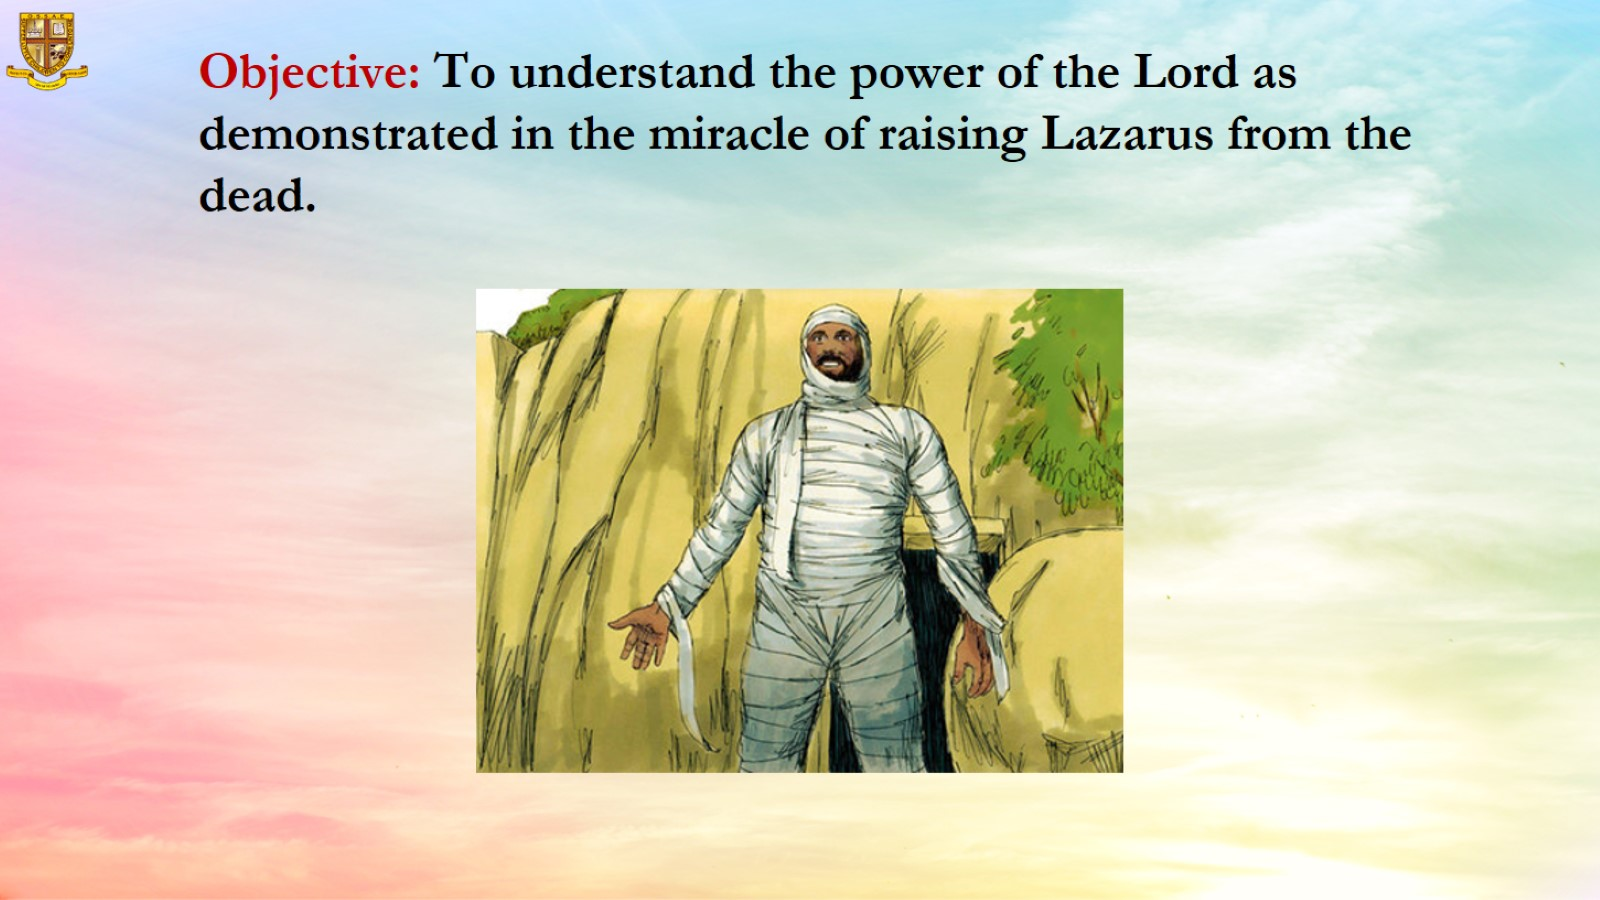 Objective: To understand the power of the Lord as
demonstrated in the miracle of raising Lazarus from the
dead.